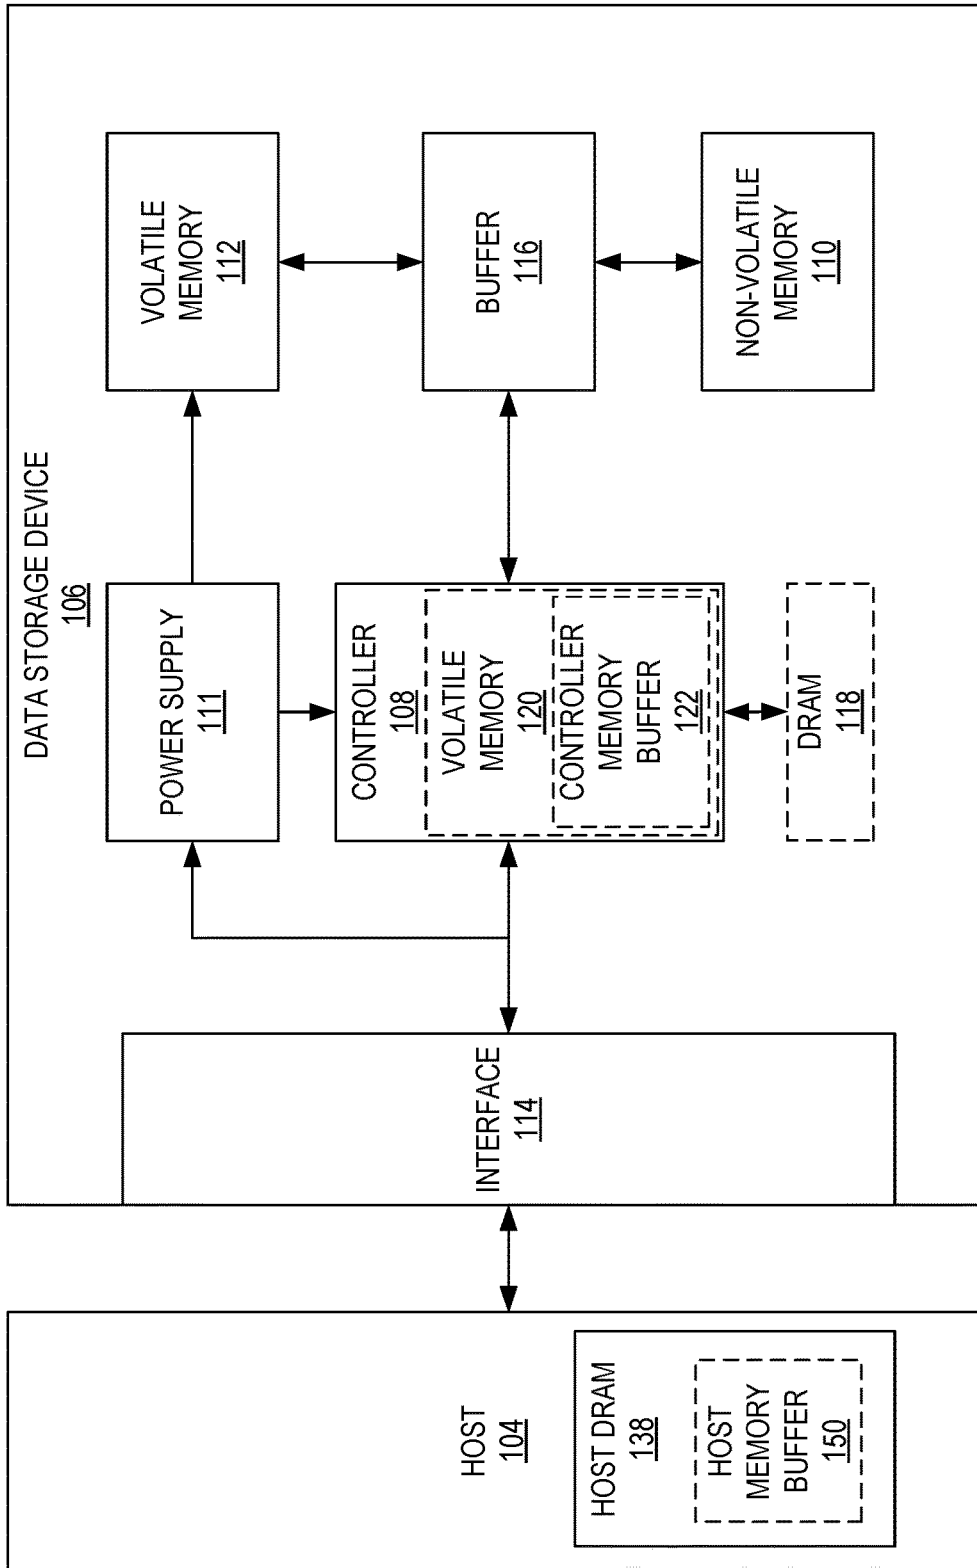 DATA STORAGE DEVICE
106
HOST
104
HOST DRAM
138
HOST
MEMORY
BUFFER
150
INTERFACE
114
POWER SUPPLY
111
CONTROLLER
108
VOLATILE
MEMORY
120
CONTROLLER
MEMORY
BUFFER
122
DRAM
118
VOLATILE
MEMORY
112
BUFFER
116
NON-VOLATILE
MEMORY
110